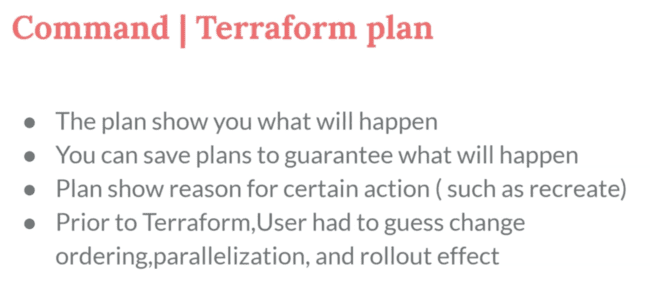 Command | Terraform plan
● The plan show you what will happen
● You can save plans to guarantee what will happen
● Plan show reason for certain action ( such as recreate)
● Prior to Terraform,User had to guess change
ordering,parallelization, and rollout effect